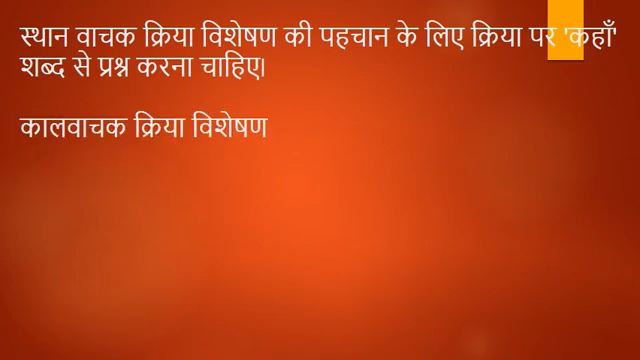 स्थान वाचक क्रिया विशेषण की पहचान के लिए क्रिया पर 'कहाँ'
शब्द से प्रश्न करना चाहिए।
कालवाचक क्रिया विशेषण